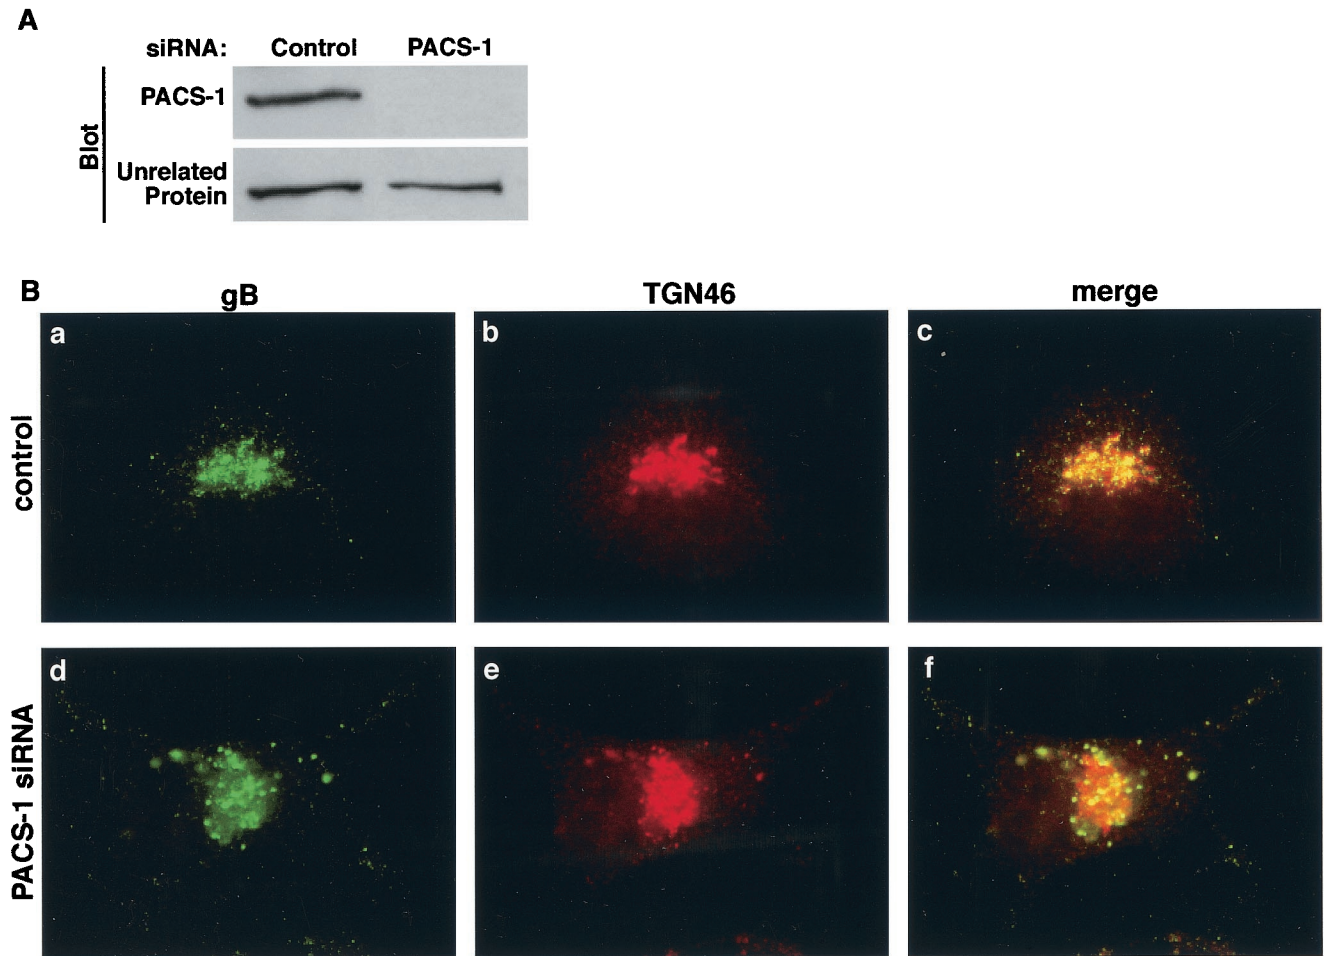 A
siRNA: Control PACS-1
PACS-1
Unrelated
Protein
Blot
B
gB TGN46 merge
control
a b c
PACS-1 siRNA
d e f